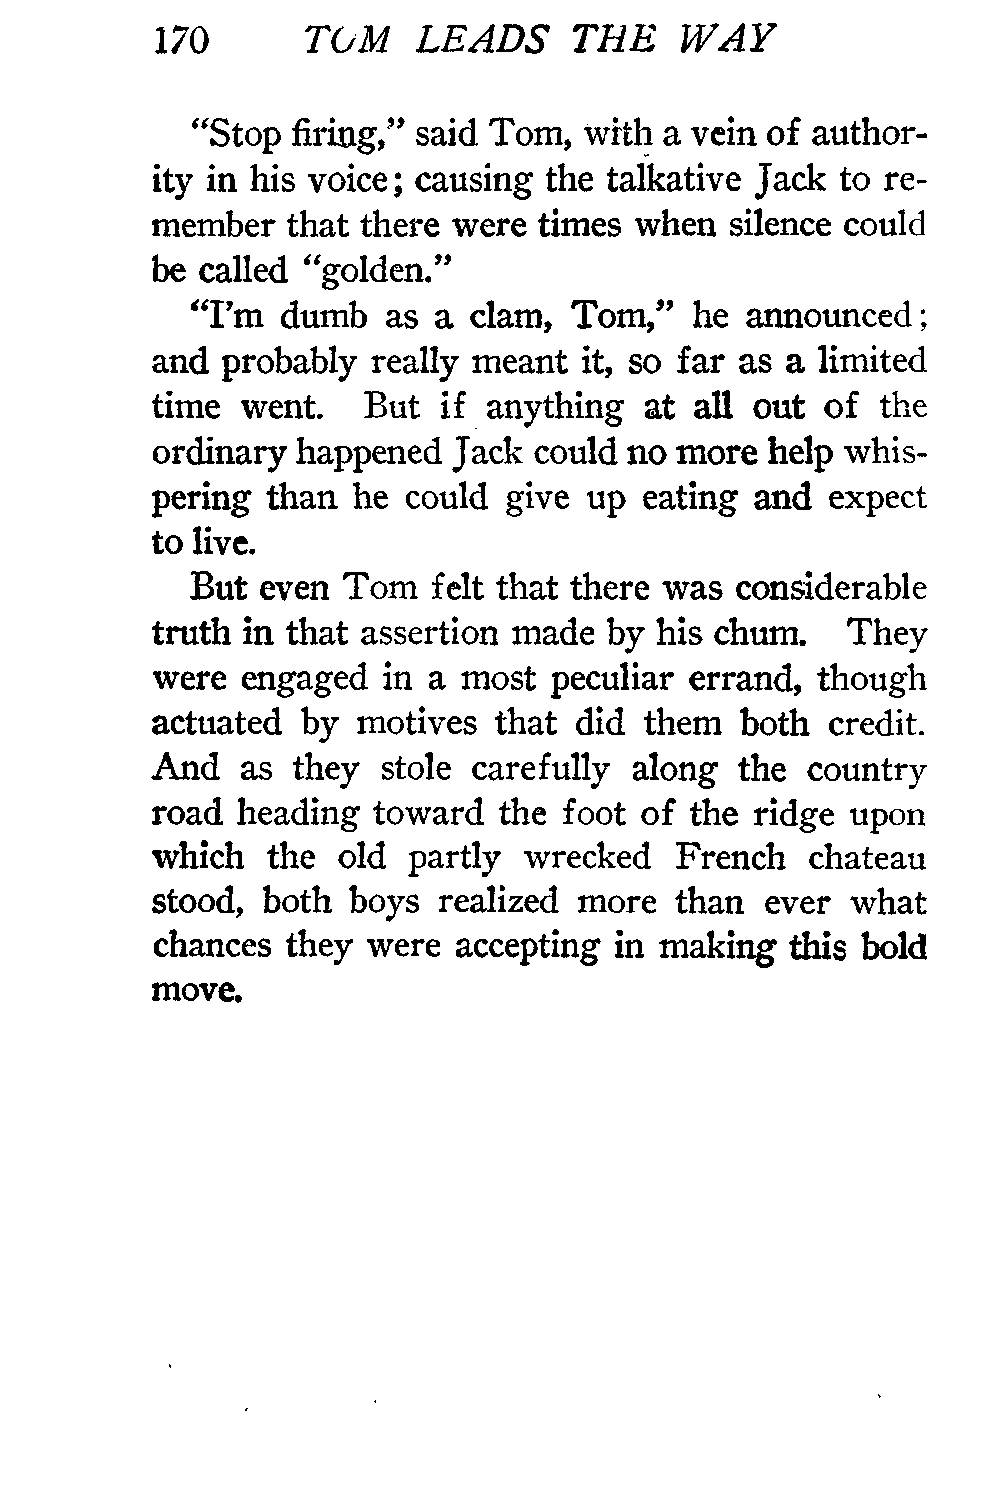 170 TOM LEADS THE WAY
“Stop firing,” said Tom, with a vein of author-
ity in his voice; causing the talkative Jack to re-
member that there were times when silence could
be called “golden.”
“I’m dumb as a clam, Tom,” he announced;
and probably really meant it, so far as a limited
time went. But if anything at all out of the
ordinary happened Jack could no more help whis-
pering than he could give up eating and expect
to live.
But even Tom felt that there was considerable
truth in that assertion made by his chum. They
were engaged in a most peculiar errand, though
actuated by motives that did them both credit.
And as they stole carefully along the country
road heading toward the foot of the ridge upon
which the old partly wrecked French chateau
stood, both boys realized more than ever what
chances they were accepting in making this bold
move.